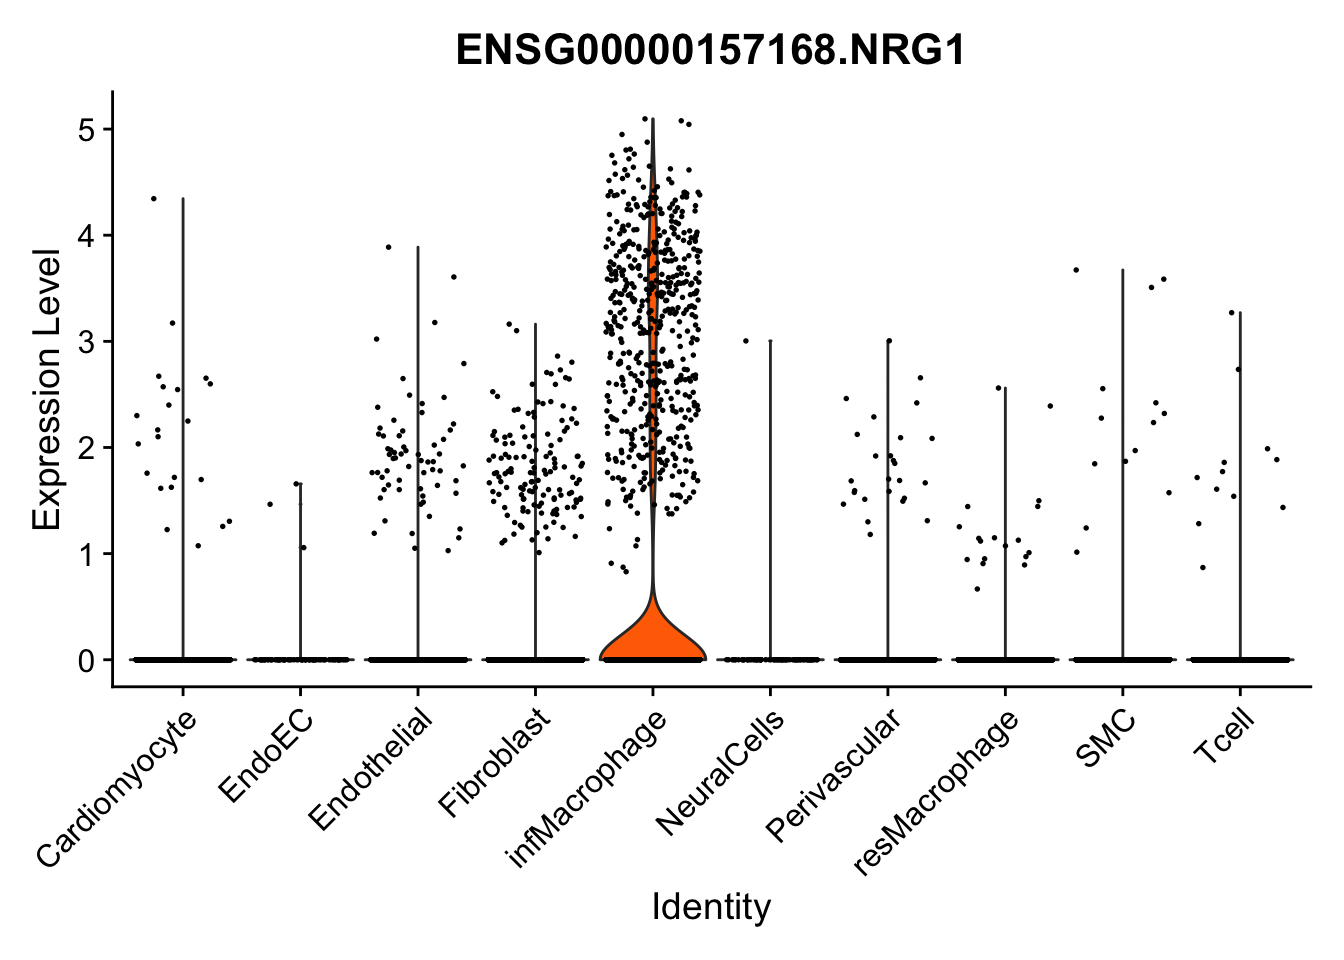 ENSG00000157168.NRG1
Expression Level
5
4
3
2
1
0
Cardiomyocyte
EndoEC
Endothelial
Fibroblast
infMacrophage
NeuralCells
Perivascular
resMacrophage
SMC
Tcell
Identity